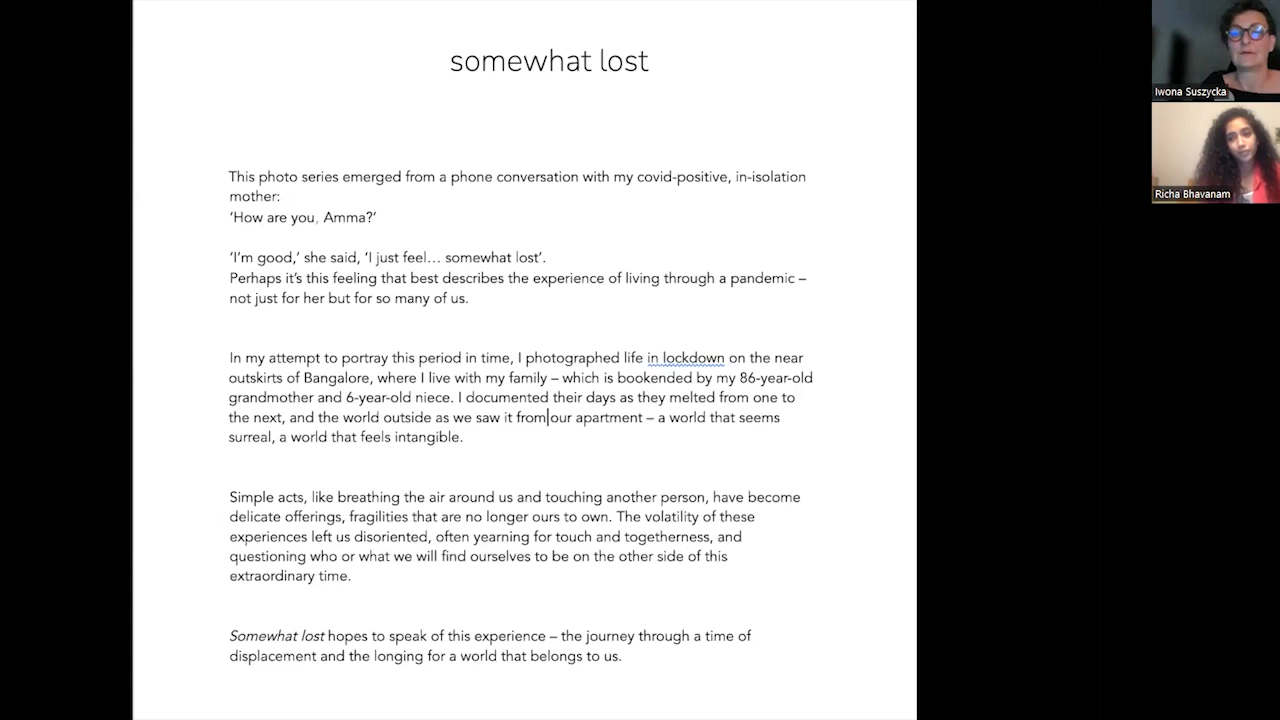 somewhat lost
This photo series emerged from a phone conversation with my covid-positive, in-isolation
mother:
‘How are you, Amma?’
‘I’m good,’ she said, ‘I just feel… somewhat lost’.
Perhaps it’s this feeling that best describes the experience of living through a pandemic –
not just for her but for so many of us.
In my attempt to portray this period in time, I photographed life in lockdown on the near
outskirts of Bangalore, where I live with my family – which is bookended by my 86-year-old
grandmother and 6-year-old niece. I documented their days as they melted from one to
the next, and the world outside as we saw it from our apartment – a world that seems
surreal, a world that feels intangible.
Simple acts, like breathing the air around us and touching another person, have become
delicate offerings, fragilities that are no longer ours to own. The volatility of these
experiences left us disoriented, often yearning for touch and togetherness, and
questioning who or what we will find ourselves to be on the other side of this
extraordinary time.
Somewhat lost hopes to speak of this experience – the journey through a time of
displacement and the longing for a world that belongs to us.
Iwona Suszycka
Richa Bhavanam